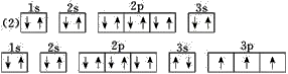 (2) 1s 2s 2p 3s
↓↑ ↓↑ ↓↑ ↓↑ ↓↑ ↓↑
1s 2s 2p 3s 3p
↓↑ ↓↑ ↓↑ ↓↑ ↓↑ ↑↓ ↑ ↑ ↑